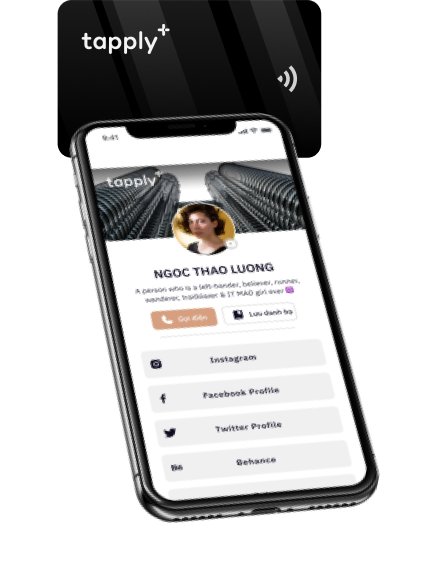 tapply+
9:41
tapply+
NGOC THAO LUONG
A person who is a left-hander, believer, runner,
wanderer, trailblazer & IT MAD girl ever 😈
Gọi điện
Lưu danh bạ
Instagram
Facebook Profile
Twitter Profile
Bē
Behance